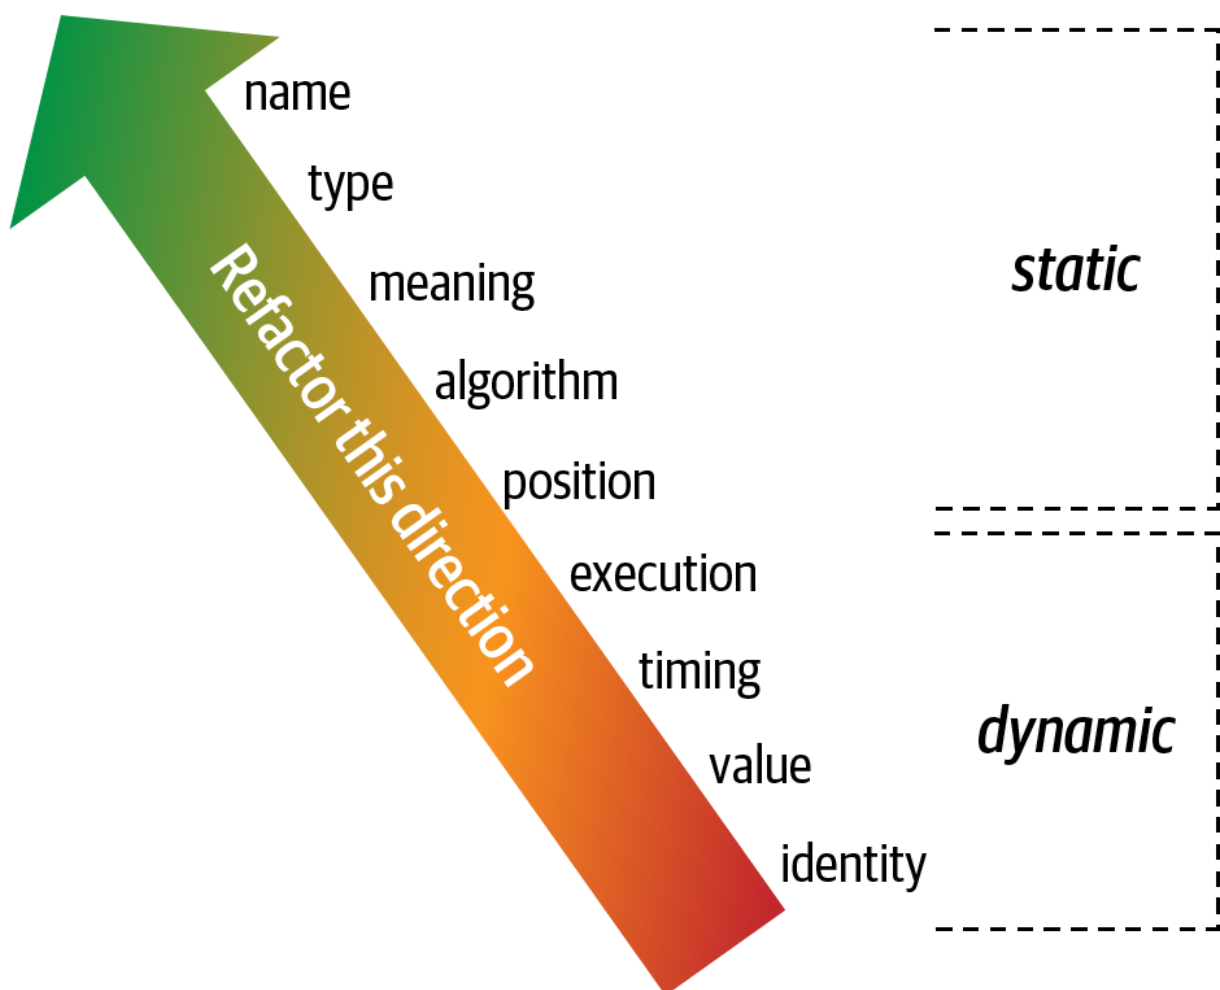 name
type
meaning
algorithm
position
execution
timing
value
identity
Refactor this direction
static
dynamic